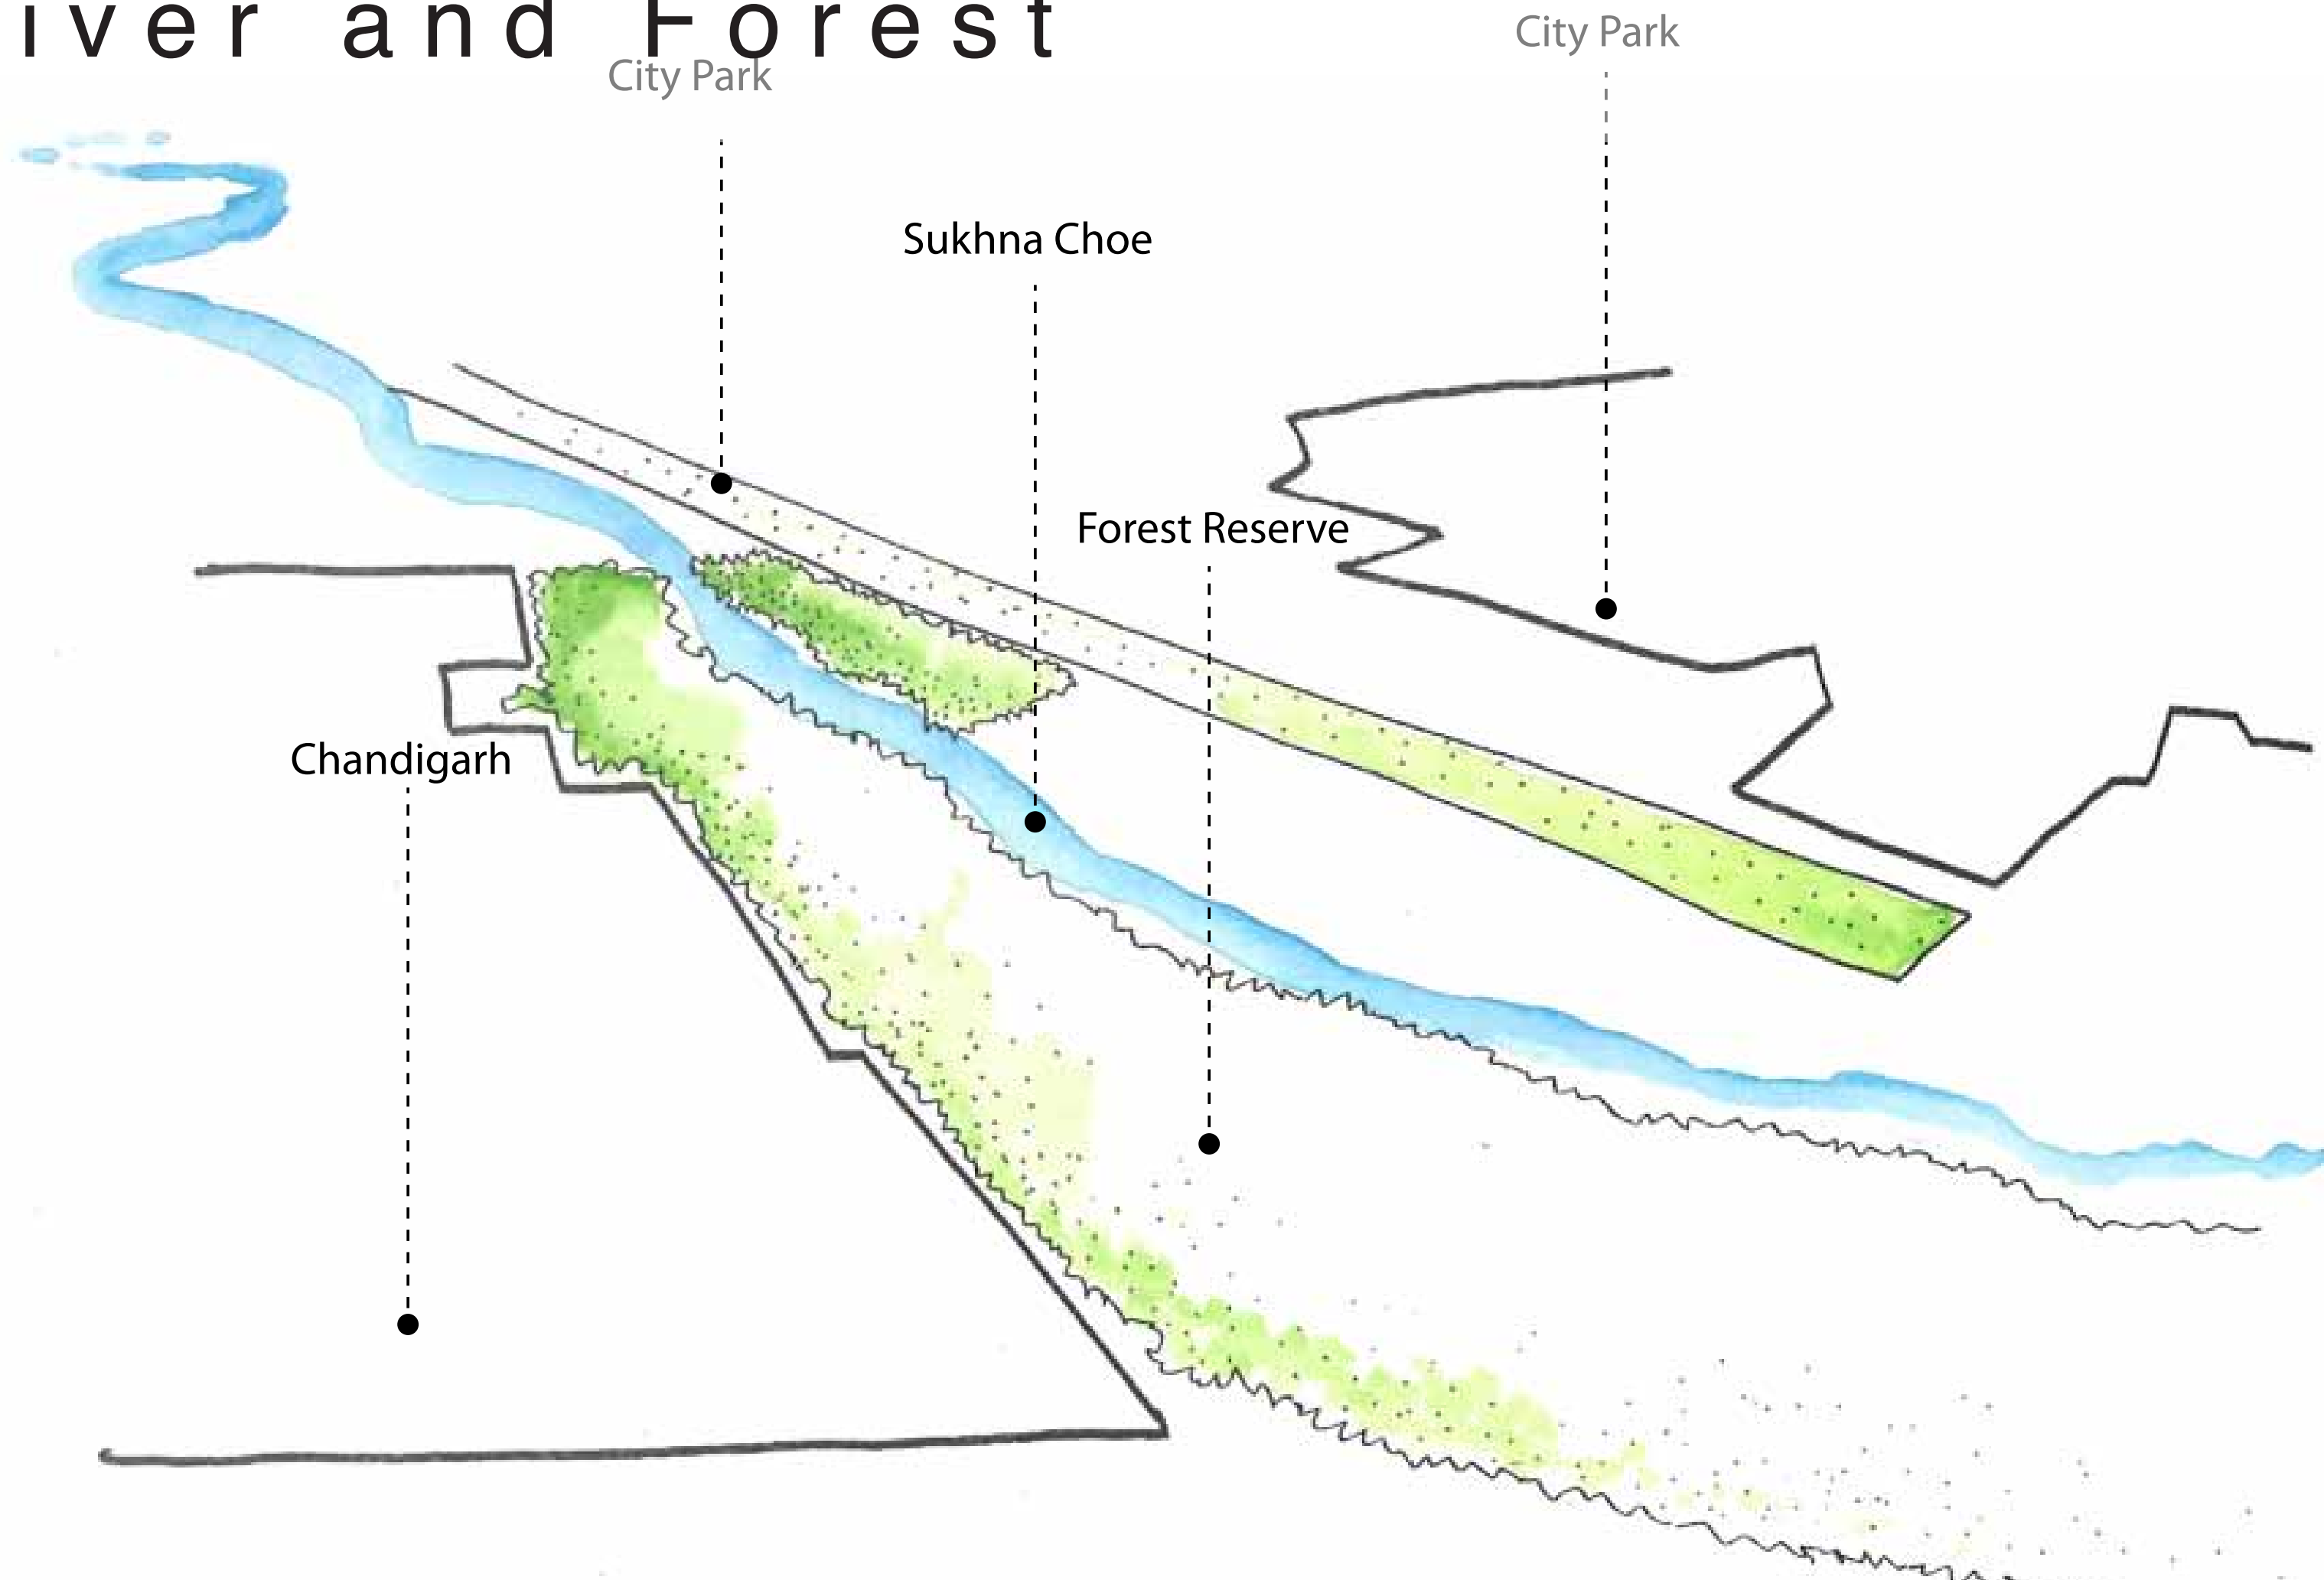 iver and Forest
City Park
City Park
Sukhna Choe
Forest Reserve
Chandigarh